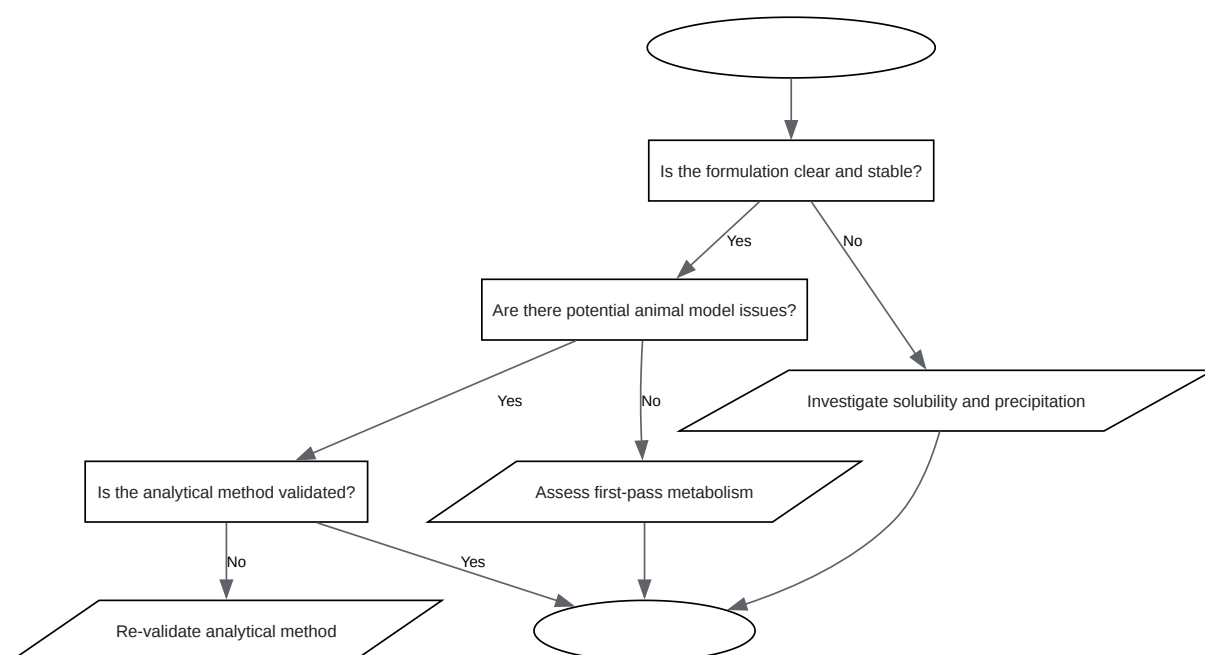 Is the formulation clear and stable?
Yes
No
Are there potential animal model issues?
Yes
No
Investigate solubility and precipitation
Is the analytical method validated?
Assess first-pass metabolism
No
Yes
Re-validate analytical method